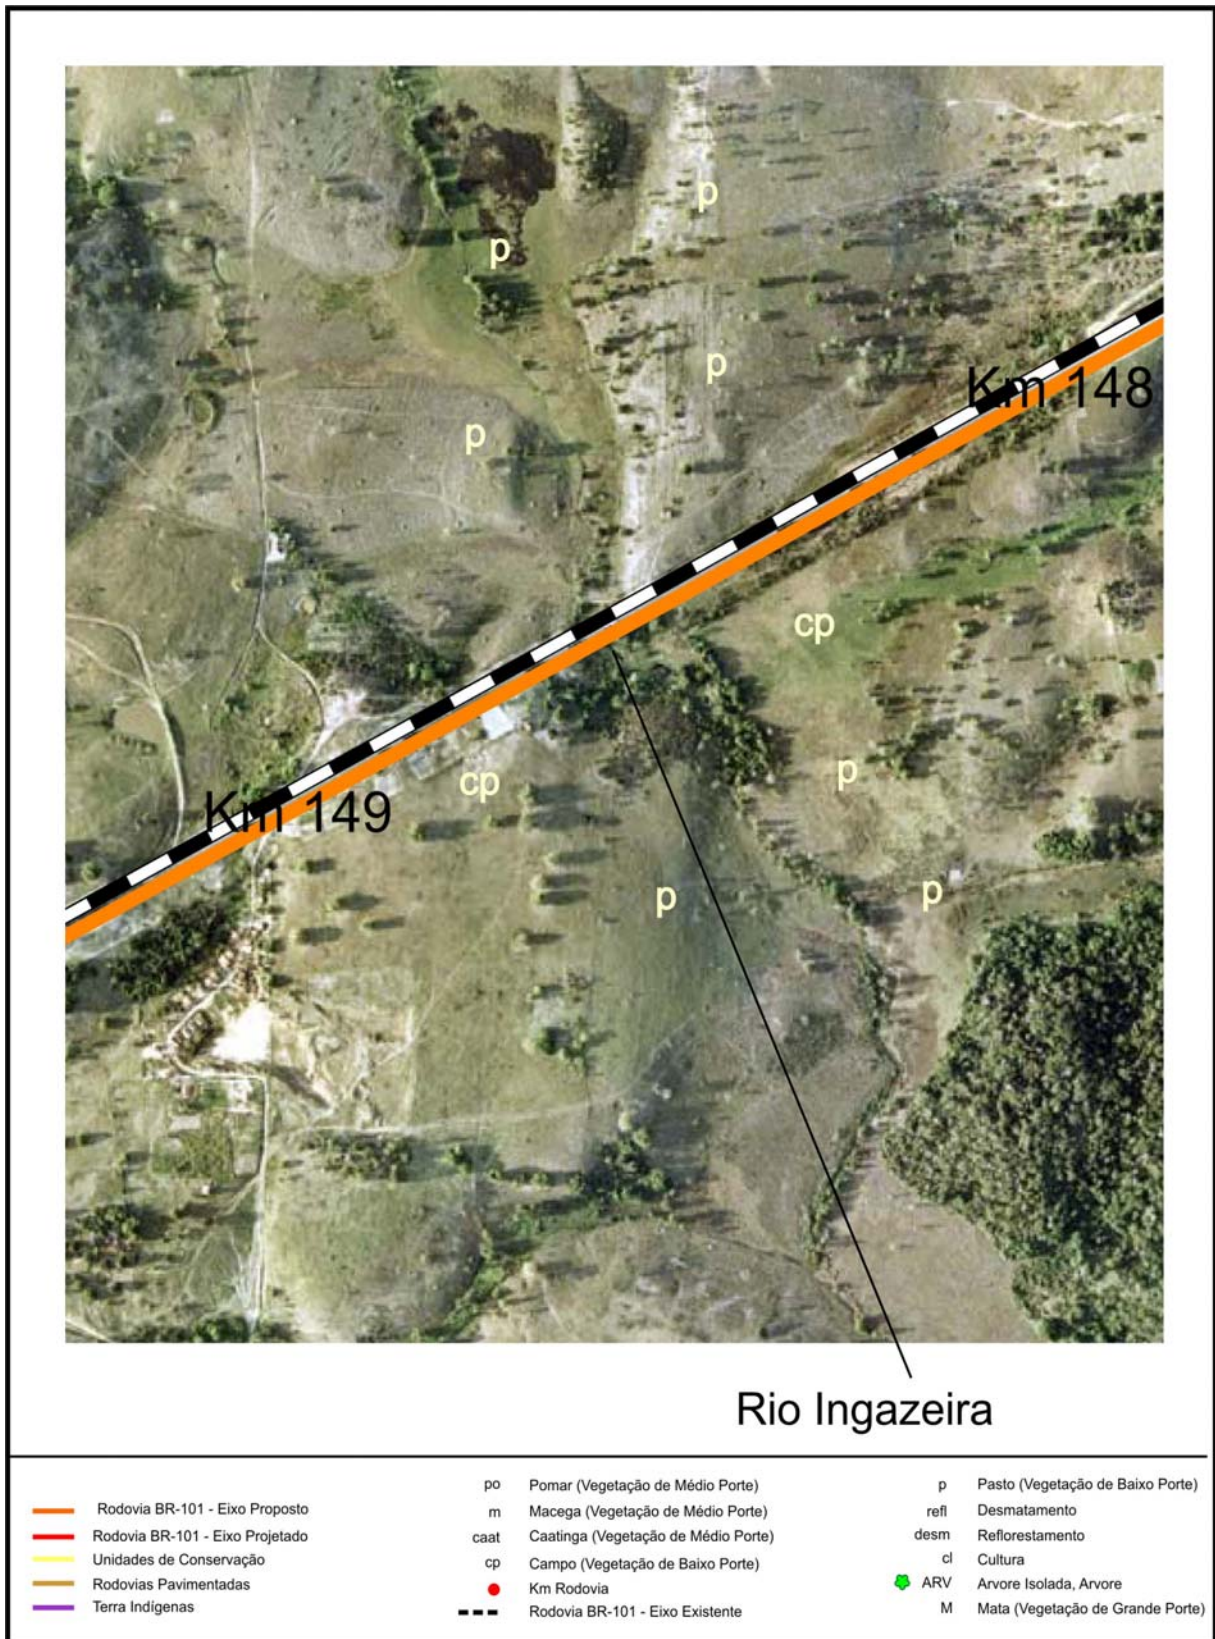 p
p
p
Km 148
p
cp
p
cp
Km 149
p
p
Rio Ingazeira
Rodovia BR-101 - Eixo Proposto
Rodovia BR-101 - Eixo Projetado
Unidades de Conservação
Rodovias Pavimentadas
Terra Indígenas
po Pomar (Vegetação de Médio Porte)
m Macega (Vegetação de Médio Porte)
caat Caatinga (Vegetação de Médio Porte)
cp Campo (Vegetação de Baixo Porte)
Km Rodovia
Rodovia BR-101 - Eixo Existente
p Pasto (Vegetação de Baixo Porte)
refl Desmatamento
desm Reflorestamento
cl Cultura
ARV Arvore Isolada, Arvore
M Mata (Vegetação de Grande Porte)